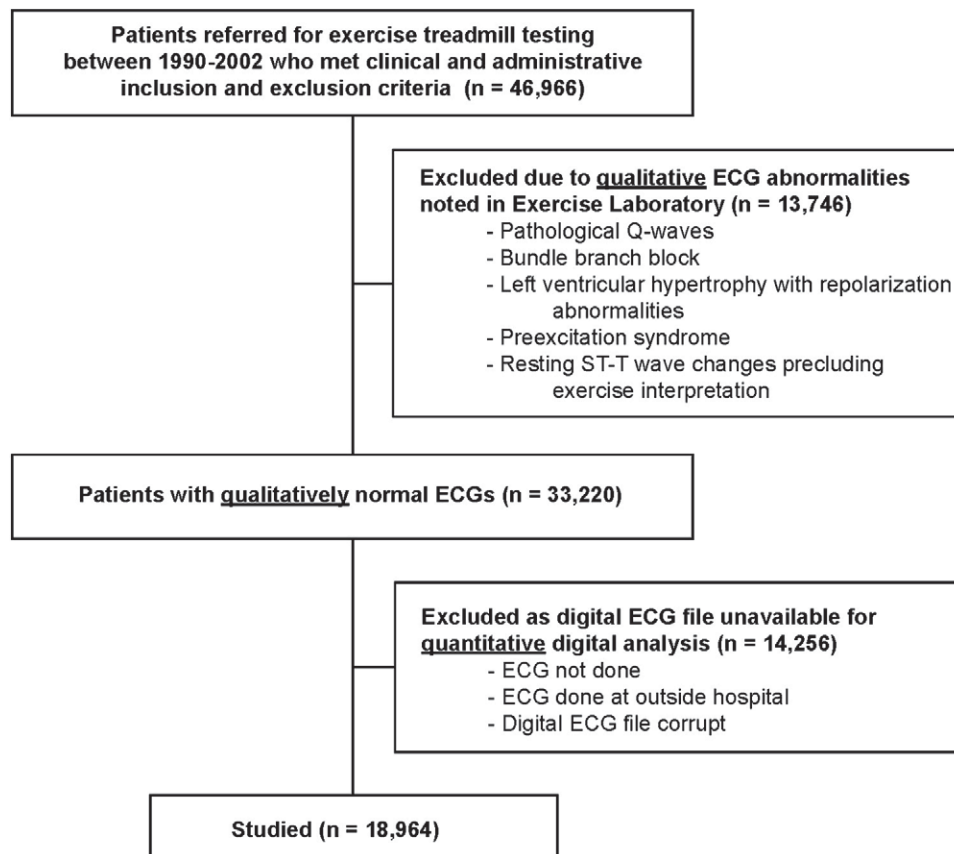 Patients referred for exercise treadmill testing
between 1990-2002 who met clinical and administrative
inclusion and exclusion criteria (n = 46,966)
Excluded due to qualitative ECG abnormalities
noted in Exercise Laboratory (n = 13,746)
- Pathological Q-waves
- Bundle branch block
- Left ventricular hypertrophy with repolarization
abnormalities
- Preexcitation syndrome
- Resting ST-T wave changes precluding
exercise interpretation
Patients with qualitatively normal ECGs (n = 33,220)
Excluded as digital ECG file unavailable for
quantitative digital analysis (n = 14,256)
- ECG not done
- ECG done at outside hospital
- Digital ECG file corrupt
Studied (n = 18,964)